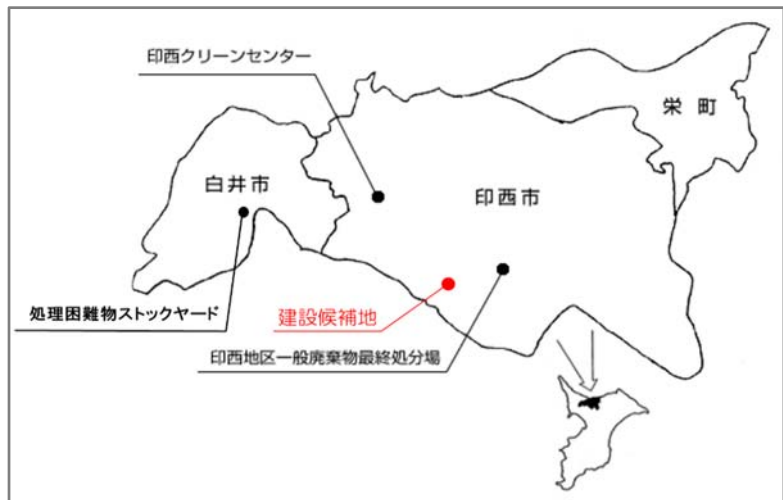 印西クリーンセンター
栄町
白井市
印西市
処理困難物ストックヤード
建設候補地
印西地区一般廃棄物最終処分場